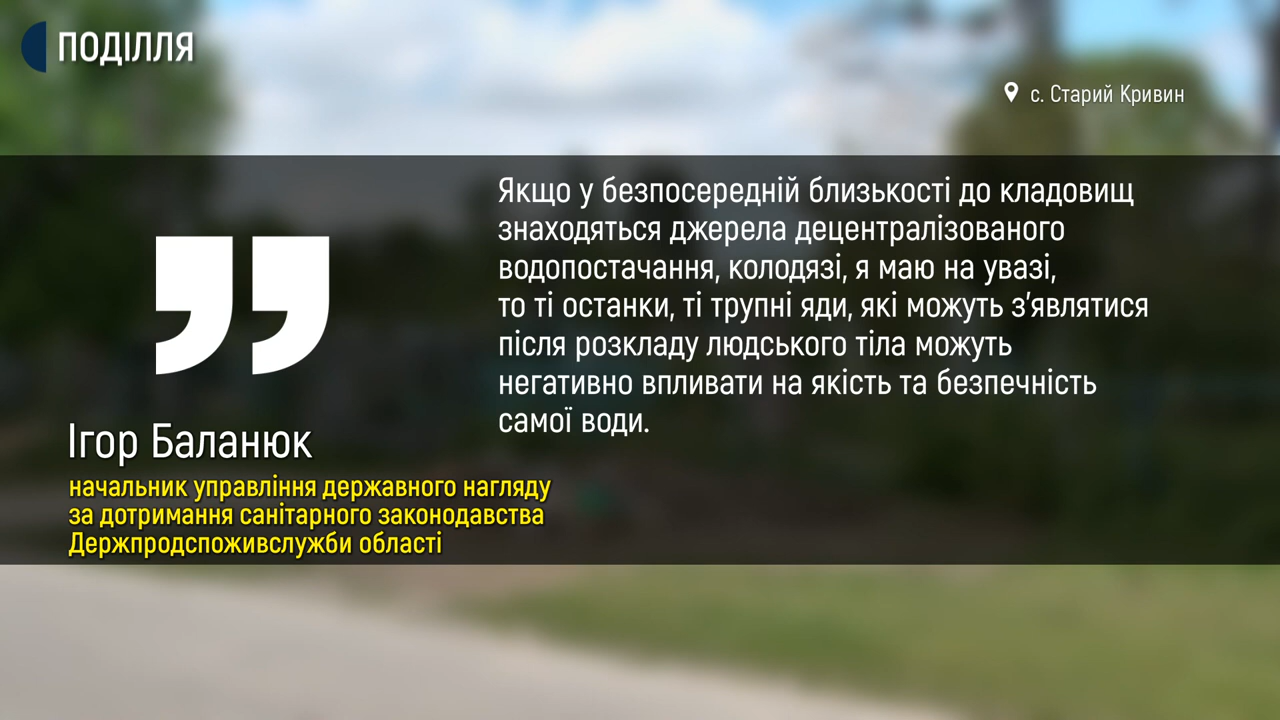 ПОДІЛЛЯ
с. Старий Кривин
Якщо у безпосередній близькості до кладовищ
знаходяться джерела децентралізованого
водопостачання, колодязі, я маю на увазі,
то ті останки, ті трупні яди, які можуть з’являтися
після розкладу людського тіла можуть
негативно впливати на якість та безпечність
самої води.
Ігор Баланюк
начальник управління державного нагляду
за дотримання санітарного законодавства
Держпродспоживслужби області